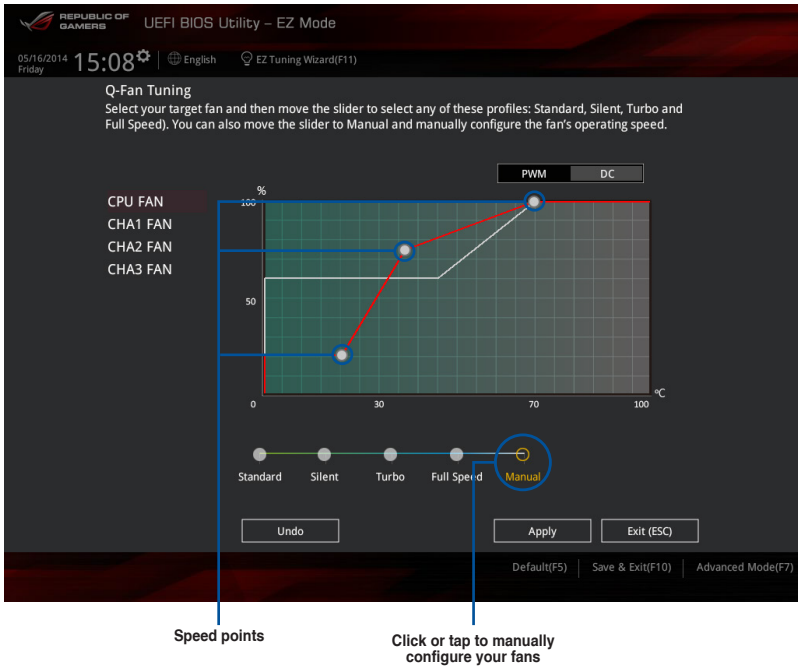 REPUBLIC OF
GAMERS
UEFI BIOS Utility – EZ Mode
05/16/2014
Friday
15:08
English
EZ Tuning Wizard(F11)
Q-Fan Tuning
Select your target fan and then move the slider to select any of these profiles: Standard, Silent, Turbo and
Full Speed). You can also move the slider to Manual and manually configure the fan's operating speed.
PWM
DC
CPU FAN
CHA1 FAN
CHA2 FAN
CHA3 FAN
%
100
50
0
30
70
100
ºC
Standard
Silent
Turbo
Full Speed
Manual
Undo
Apply
Exit (ESC)
Default(F5)
Save & Exit(F10)
Advanced Mode(F7)
Speed points
Click or tap to manually
configure your fans